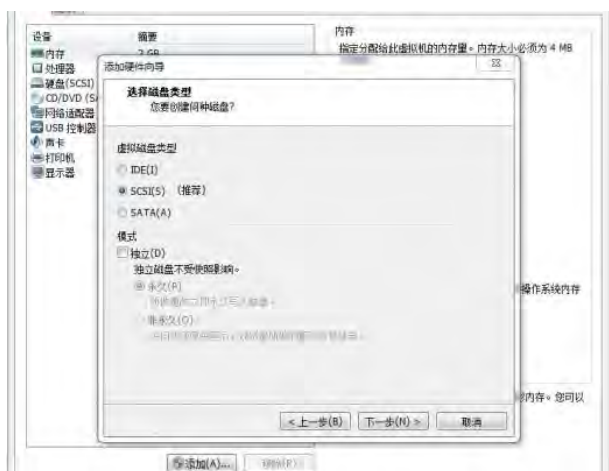 设备
摘要
内存
2 GB
处理器
硬盘(SCSI)
CD/DVD (SA
网络适配器
USB 控制器
声卡
打印机
显示器
内存
指定分配给此虚拟机的内存量。内存大小必须为 4 MB
添加硬件向导
选择磁盘类型
您要创建何种磁盘?
虚拟磁盘类型
IDE(I)
SCSI(S) (推荐)
SATA(A)
模式
独立(D)
独立磁盘不受快照影响。
永久(P)
非永久(O)
<上一步(B)
下一步(N) >
取消
操作系统内存
内存。您可以
添加(A)...